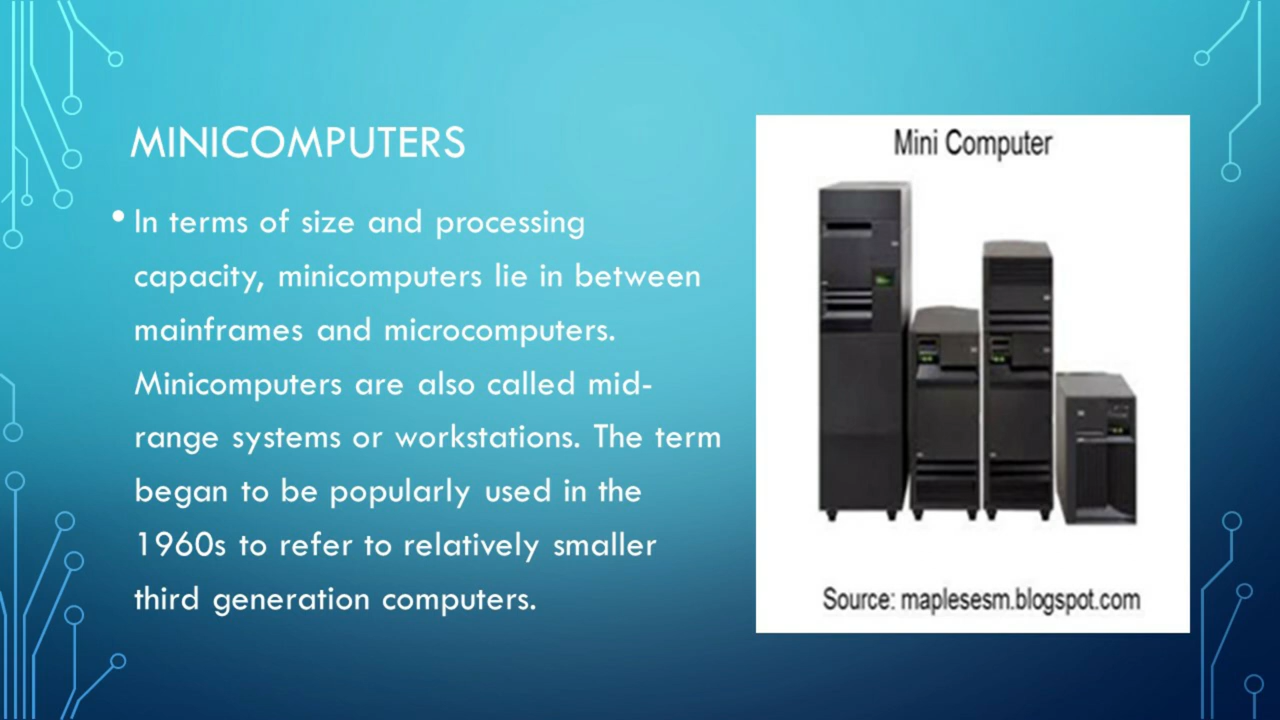 MINICOMPUTERS
• In terms of size and processing
capacity, minicomputers lie in between
mainframes and microcomputers.
Minicomputers are also called mid-
range systems or workstations. The term
began to be popularly used in the
1960s to refer to relatively smaller
third generation computers.
Mini Computer
Source: maplesesm.blogspot.com